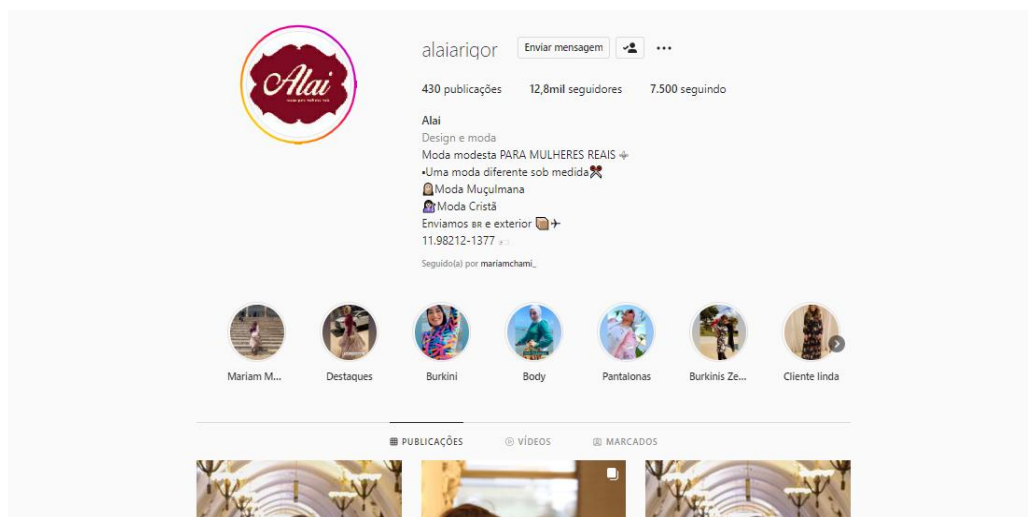 Alai
alaiariqor Enviar mensagem
430 publicações 12,8mil seguidores 7.500 seguindo
Alai
Design e moda
Moda modesta PARA MULHERES REAIS
▪Uma moda diferente sob medida
Moda Muçulmana
Moda Cristã
Enviamos BR e exterior
11.98212-1377
Seguido(a) por mariamchami_
Mariam M... Destaques Burkini Body Pantalonas Burkinis Ze... Cliente linda
PUBLICAÇÕES VÍDEOS MARCADOS